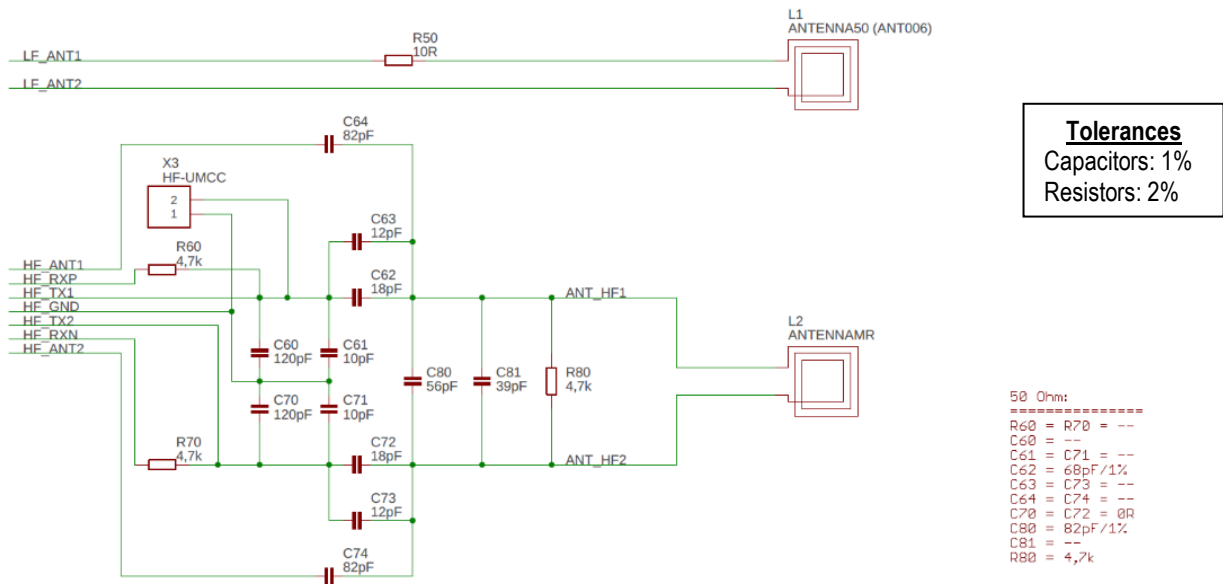 L1
ANTENNA50 (ANT006)
R50
10R
LF_ANT1
LF_ANT2
C64
82pF
Tolerances
Capacitors: 1%
Resistors: 2%
X3
HF-UMCC
2
1
C63
12pF
R60
4,7k
HF_ANT1
HF_RXP
HF_TX1
HF_GND
HF_TX2
HF_RXN
HF_ANT2
C62
18pF
ANT_HF1
L2
ANTENNAMR
C60
120pF
C61
10pF
C80
56pF
C81
39pF
R80
4,7k
C70
120pF
C71
10pF
R70
4,7k
C72
18pF
ANT_HF2
C73
12pF
C74
82pF
50 Ohm:
===============
R60 = R70 = --
C60 = --
C61 = C71 = --
C62 = 68pF/1%
C63 = C73 = --
C64 = C74 = --
C70 = C72 = 0R
C80 = 82pF/1%
C81 = --
R80 = 4,7k